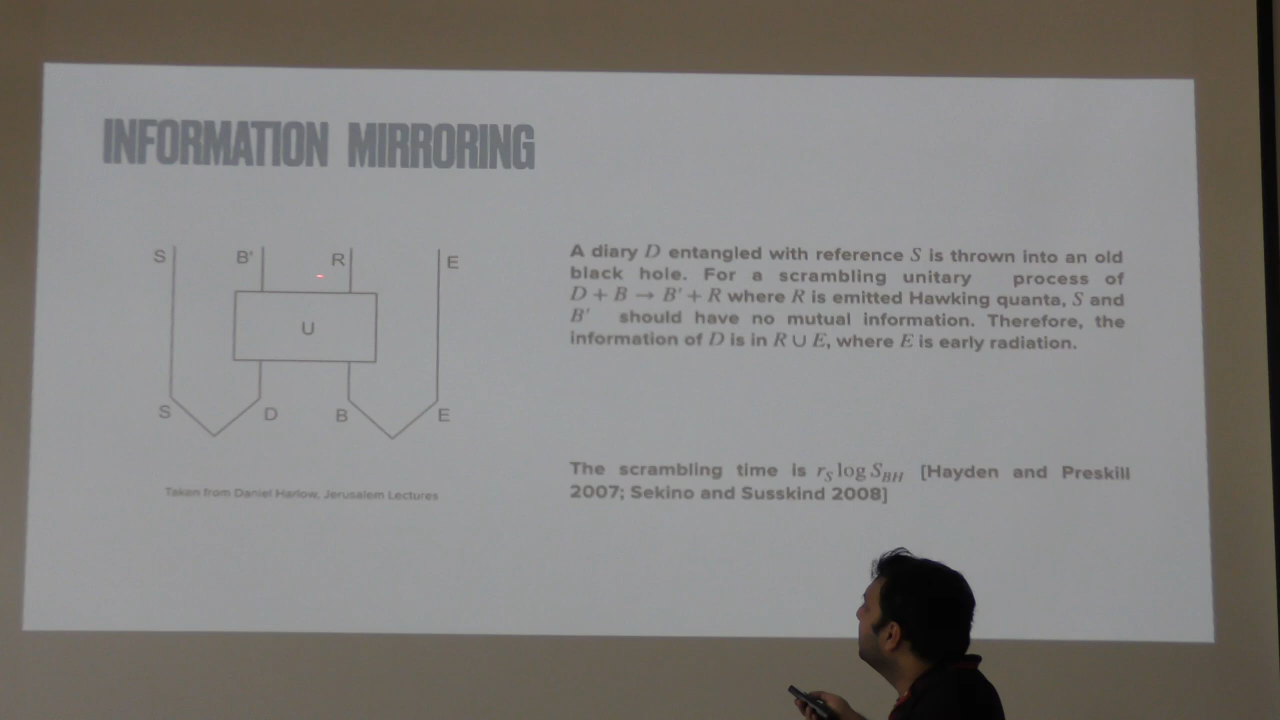 INFORMATION MIRRORING
S B' R E
U
S D B E
Taken from Daniel Harlow, Jerusalem Lectures
A diary D entangled with reference S is thrown into an old
black hole. For a scrambling unitary process of
D + B → B' + R where R is emitted Hawking quanta, S and
B' should have no mutual information. Therefore, the
information of D is in R ∪ E, where E is early radiation.
The scrambling time is r_S log S_BH [Hayden and Preskill
2007; Sekino and Susskind 2008]